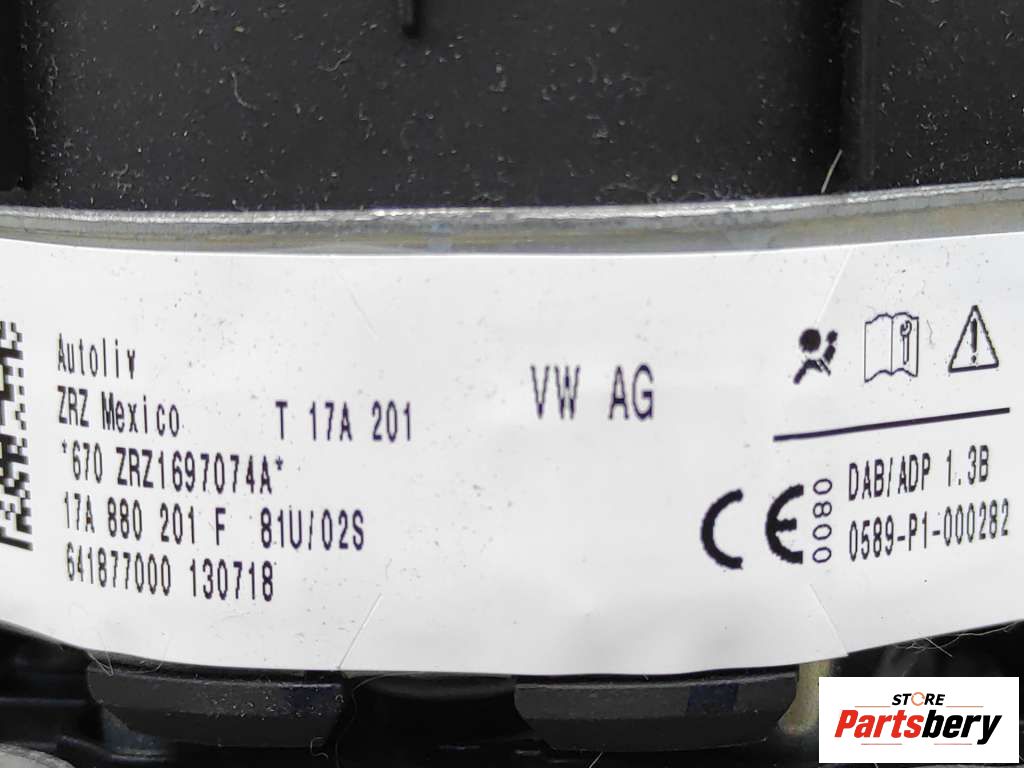 Autoliv
ZRZ Mexico
T 17A 201
*670 ZRZ1697074A*
17A 880 201 F 81U/02S
641877000 130718
VW AG
CE 0080
DAB/ADP 1.3B
0589-P1-000282
STORE
Partsbery